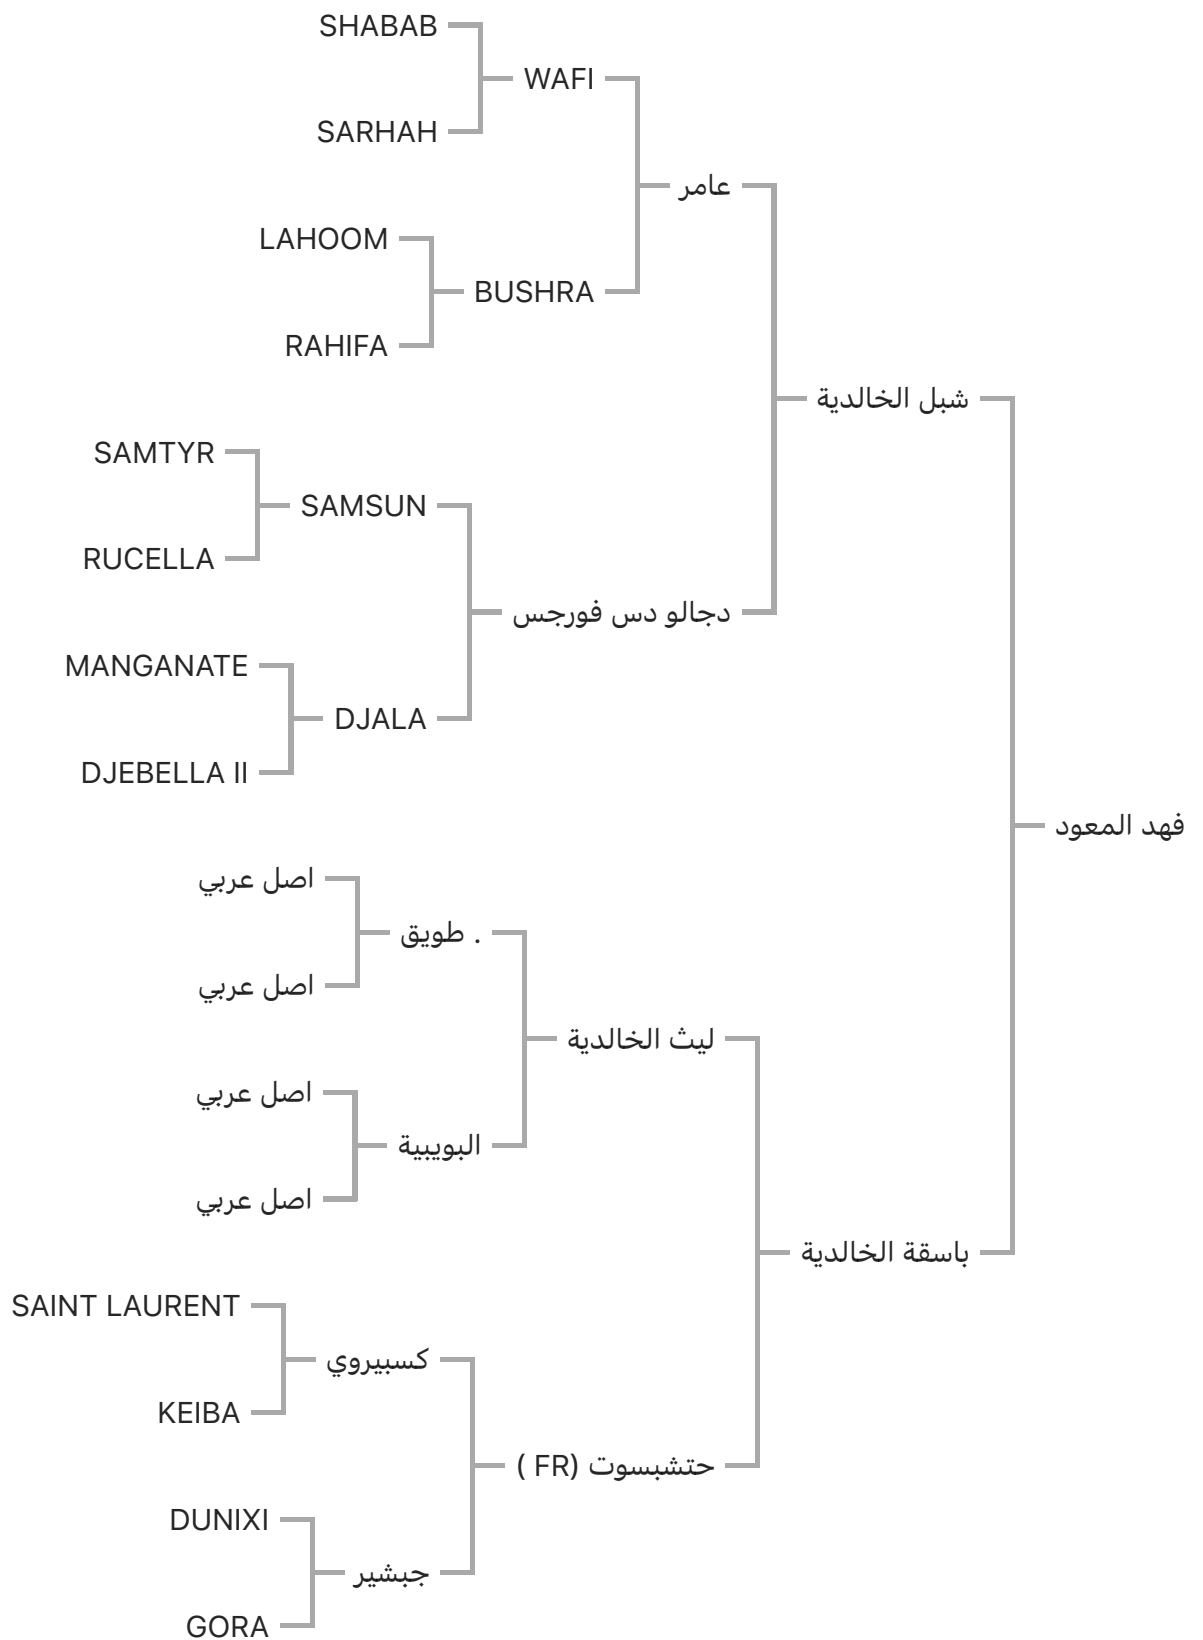 SHABAB
WAFI
SARHAH
عامر
LAHOOM
BUSHRA
RAHIFA
شبل الخالدية
SAMTYR
SAMSUN
RUCELLA
دجالو دس فورجس
MANGANATE
DJALA
DJEBELLA II
فهد المعود
اصل عربي
. طويق
اصل عربي
ليث الخالدية
اصل عربي
البويبية
اصل عربي
باسقة الخالدية
SAINT LAURENT
كسبيروي
KEIBA
حتشبسوت (FR )
DUNIXI
جبشير
GORA